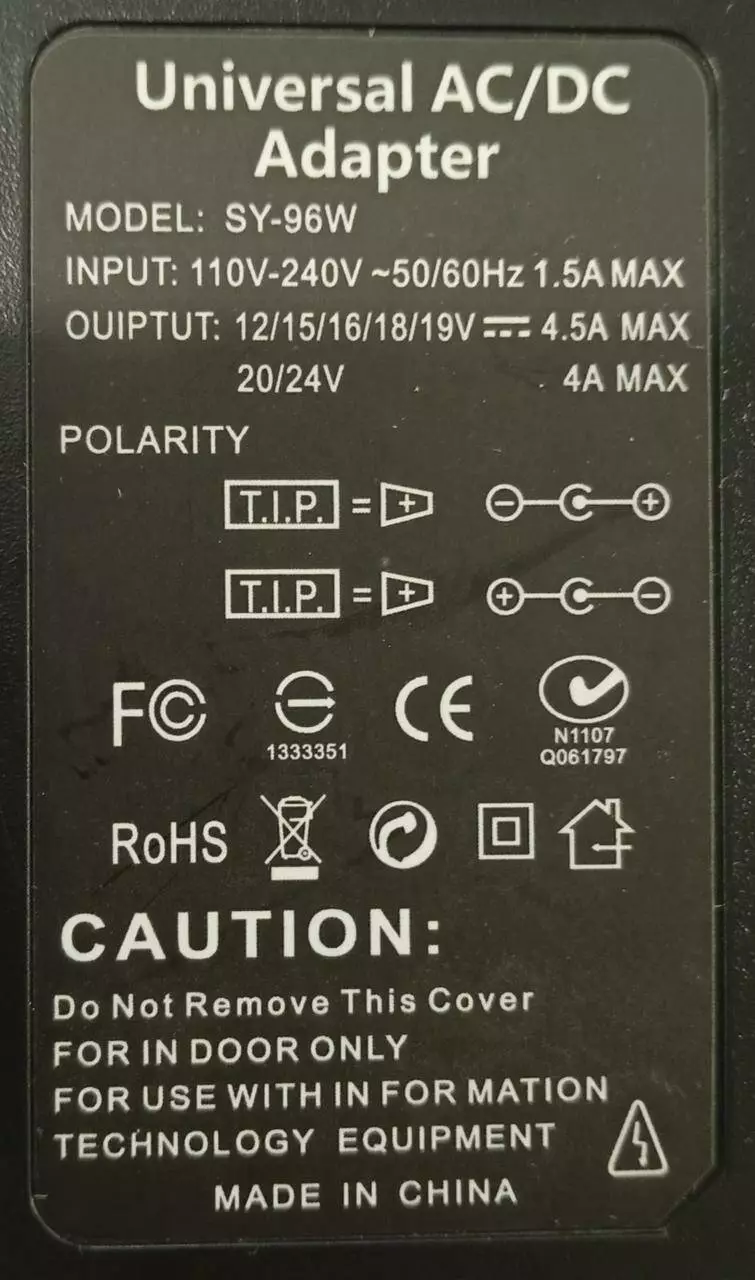 Universal AC/DC
Adapter
MODEL: SY-96W
INPUT: 110V-240V ~50/60Hz 1.5A MAX
OUIPTUT: 12/15/16/18/19V ⎓ 4.5A MAX
20/24V 4A MAX
POLARITY
T.I.P. = +
T.I.P. = +
FC CE
1333351
N1107
Q061797
RoHS
CAUTION:
Do Not Remove This Cover
FOR IN DOOR ONLY
FOR USE WITH IN FOR MATION
TECHNOLOGY EQUIPMENT
MADE IN CHINA